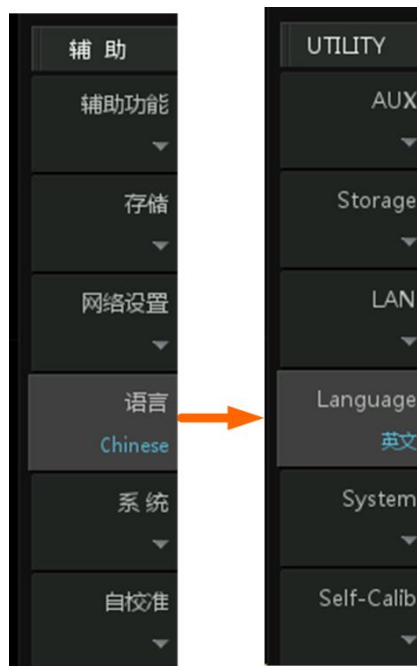 辅 助
辅助功能
存储
网络设置
语言
Chinese
系 统
自校准
UTILITY
AUX
Storage
LAN
Language
英文
System
Self-Calib